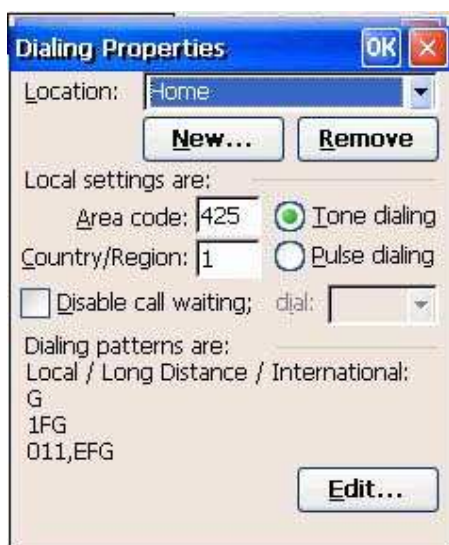 Dialing Properties OK
Location: Home
New... Remove
Local settings are:
Area code: 425 Tone dialing
Country/Region: 1 Pulse dialing
Disable call waiting; dial:
Dialing patterns are:
Local / Long Distance / International:
G
1FG
011,EFG
Edit...